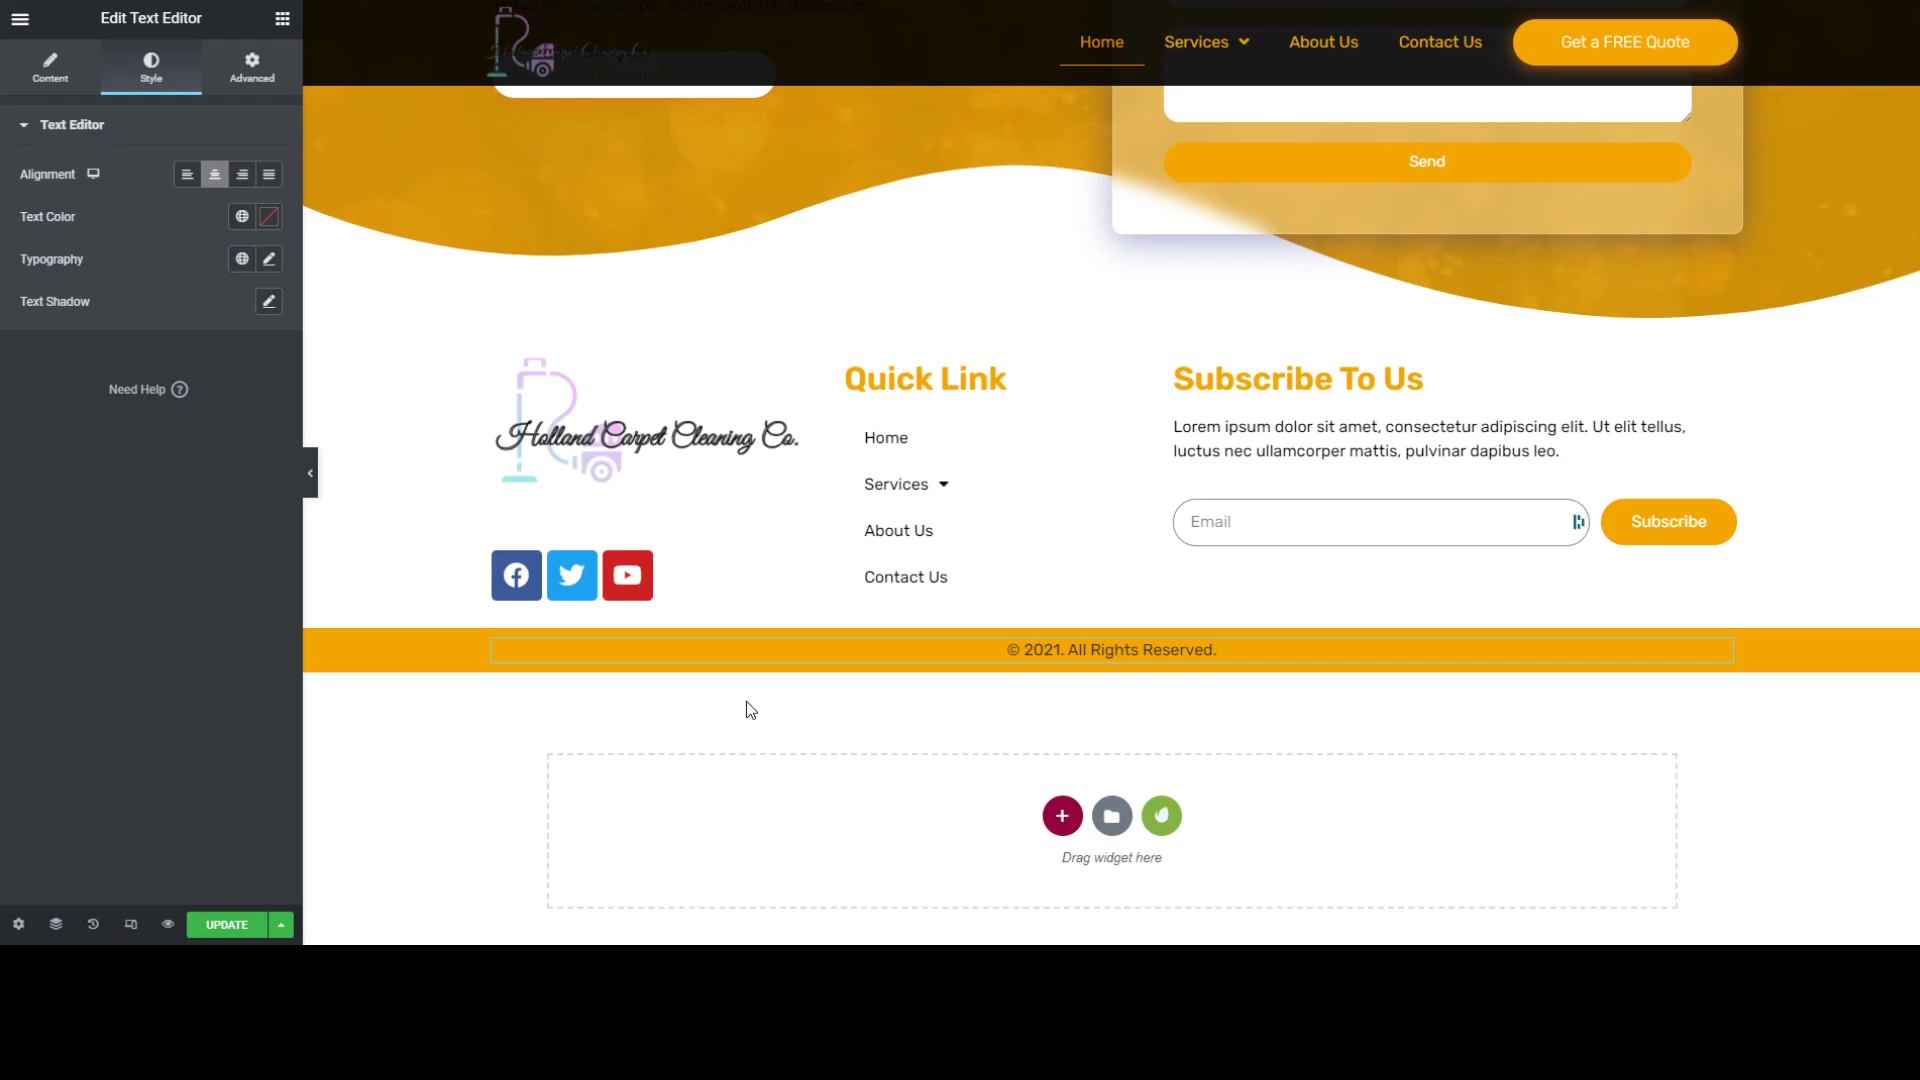 Edit Text Editor
Content
Style
Advanced
Text Editor
Alignment
Text Color
Typography
Text Shadow
Need Help ?
UPDATE
Home
Services
About Us
Contact Us
Get a FREE Quote
Send
Holland Carpet Cleaning Co.
Quick Link
Home
Services
About Us
Contact Us
Subscribe To Us
Lorem ipsum dolor sit amet, consectetur adipiscing elit. Ut elit tellus,
luctus nec ullamcorper mattis, pulvinar dapibus leo.
Email
Subscribe
© 2021. All Rights Reserved.
Drag widget here